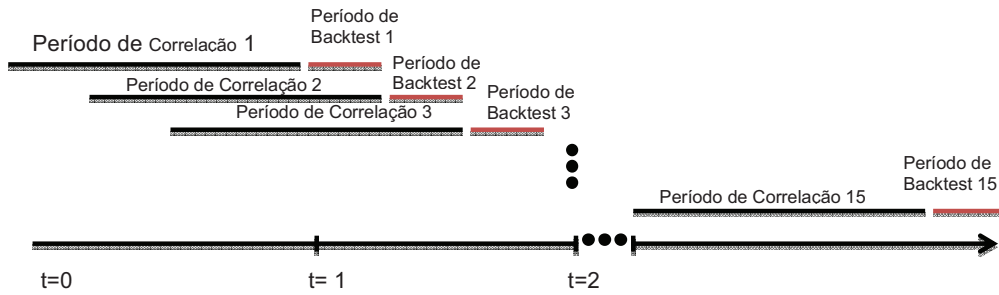 Período de Correlação 1
Período de
Backtest 1
Período de Correlação 2
Período de
Backtest 2
Período de Correlação 3
Período de
Backtest 3
Período de Correlação 15
Período de
Backtest 15
t=0
t= 1
t=2